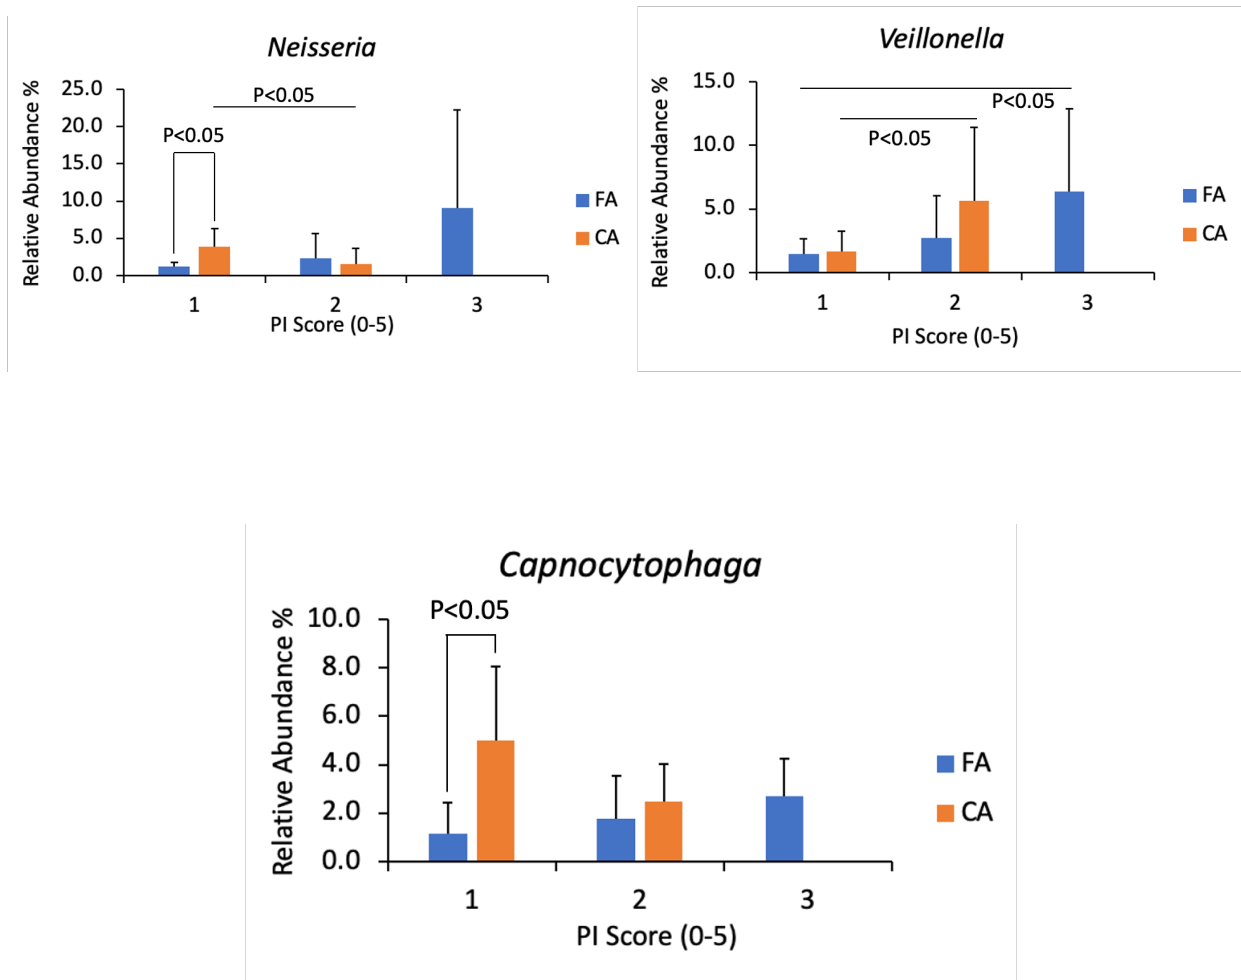 Neisseria
Relative Abundance %
25.0
20.0
15.0
10.0
5.0
0.0
P<0.05
P<0.05
1
2
3
PI Score (0-5)
FA
CA
Veillonella
Relative Abundance %
15.0
10.0
5.0
0.0
P<0.05
P<0.05
1
2
3
PI Score (0-5)
FA
CA
Capnocytophaga
Relative Abundance %
10.0
8.0
6.0
4.0
2.0
0.0
P<0.05
1
2
3
PI Score (0-5)
FA
CA